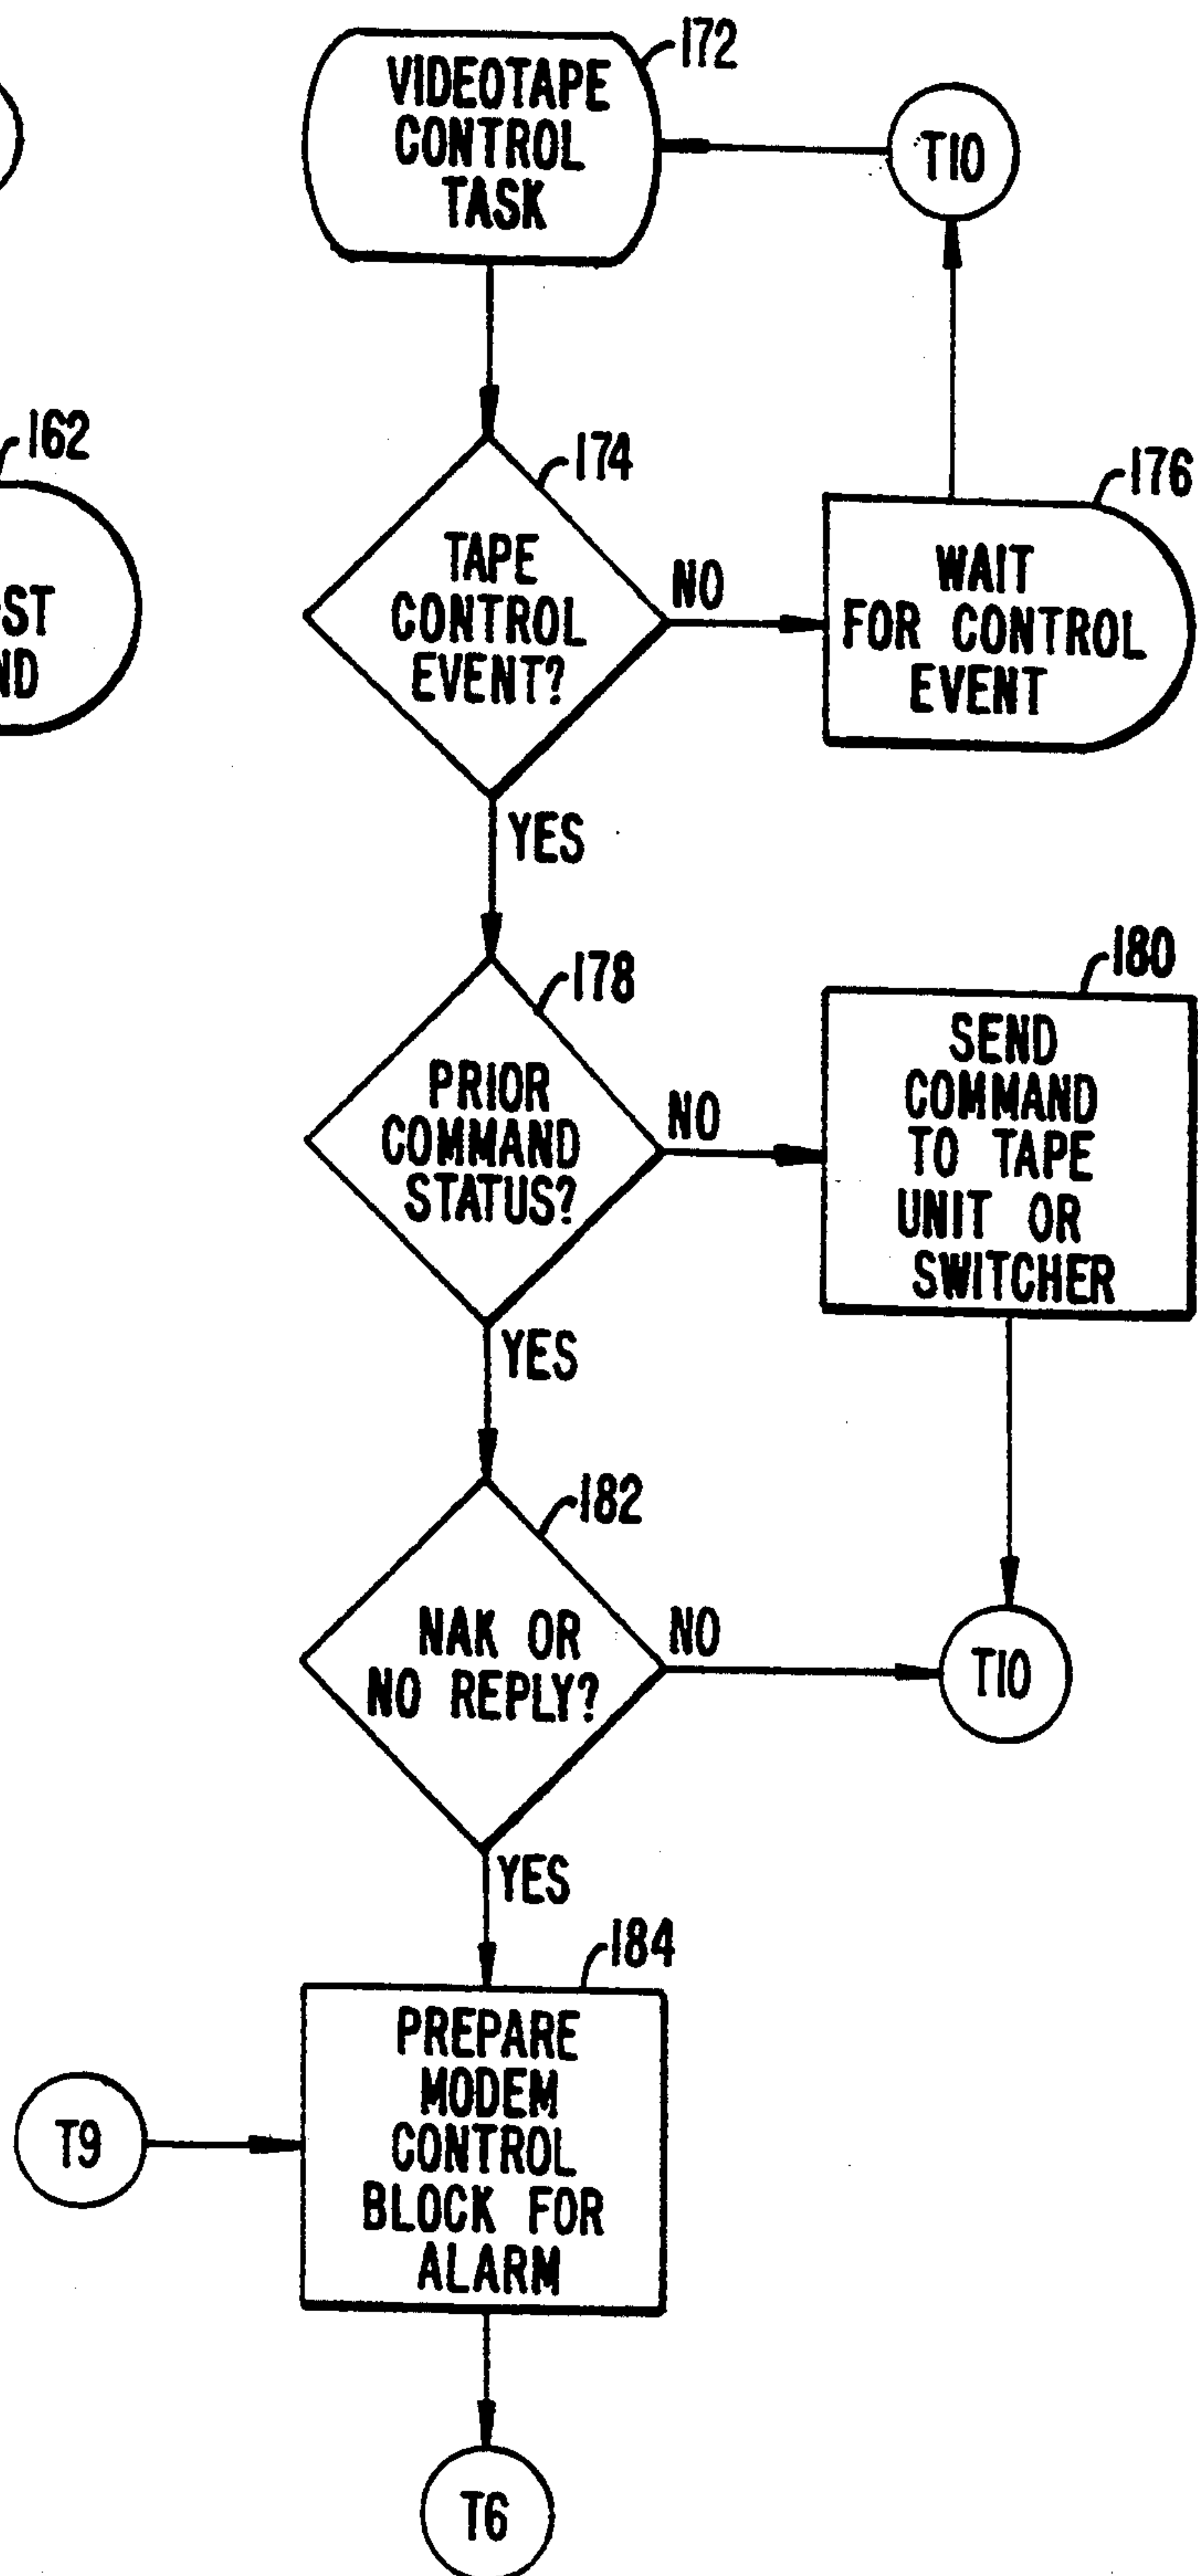 172
VIDEOTAPE
CONTROL
TASK
T10
162
ST
ND
174
TAPE
CONTROL
EVENT?
NO
176
WAIT
FOR CONTROL
EVENT
YES
178
PRIOR
COMMAND
STATUS?
NO
180
SEND
COMMAND
TO TAPE
UNIT OR
SWITCHER
YES
182
NAK OR
NO REPLY?
NO
T10
YES
184
PREPARE
MODEM
CONTROL
BLOCK FOR
ALARM
T9
T6